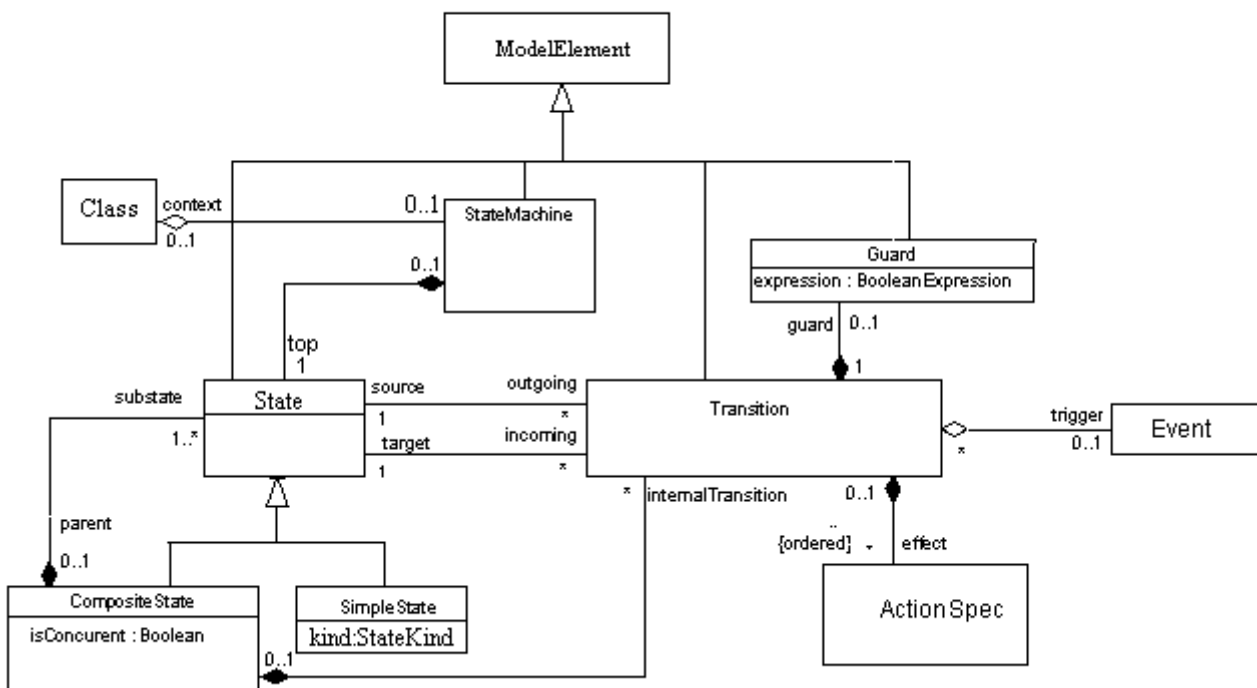 ModelElement
Class
context
0..1
0..1
StateMachine
0..1
Guard
expression : BooleanExpression
guard
0..1
1
top
1
substate
1..*
State
source
1
outgoing
*
target
1
incoming
*
Transition
trigger
*
0..1
Event
*
internalTransition
0..1
parent
0..1
{ordered}
effect
CompositeState
isConcurent : Boolean
SimpleState
kind:StateKind
0..1
ActionSpec